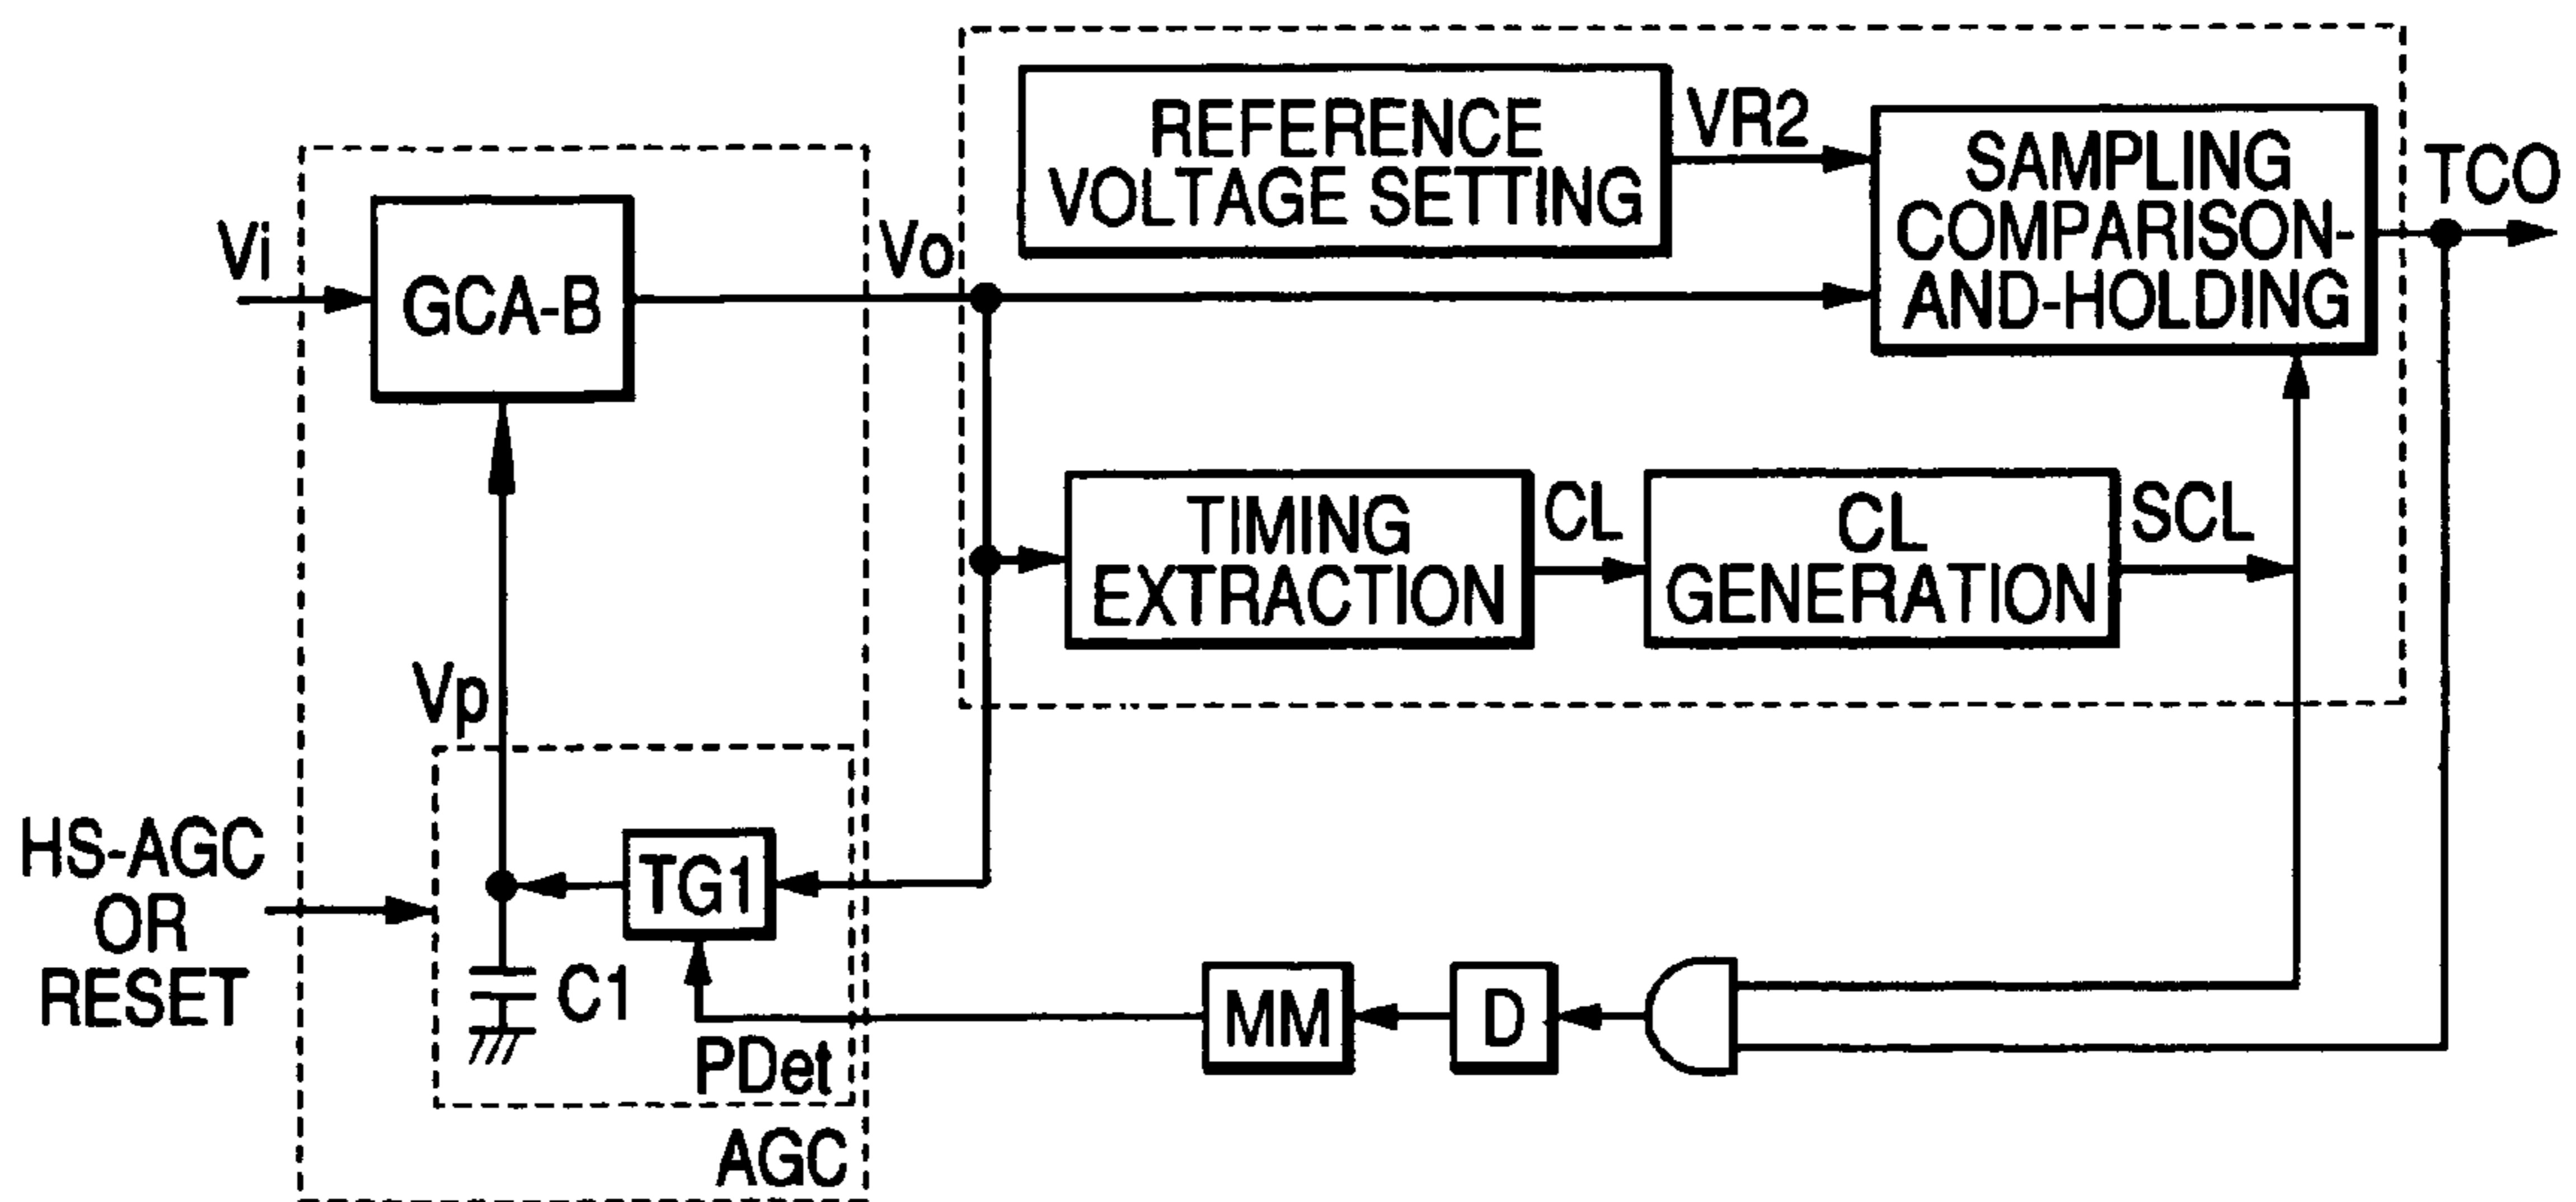 REFERENCE
VOLTAGE SETTING
VR2
SAMPLING
COMPARISON-
AND-HOLDING
TCO
Vi
GCA-B
Vo
TIMING
EXTRACTION
CL
CL
GENERATION
SCL
Vp
HS-AGC
OR
RESET
TG1
C1
PDet
AGC
MM
D